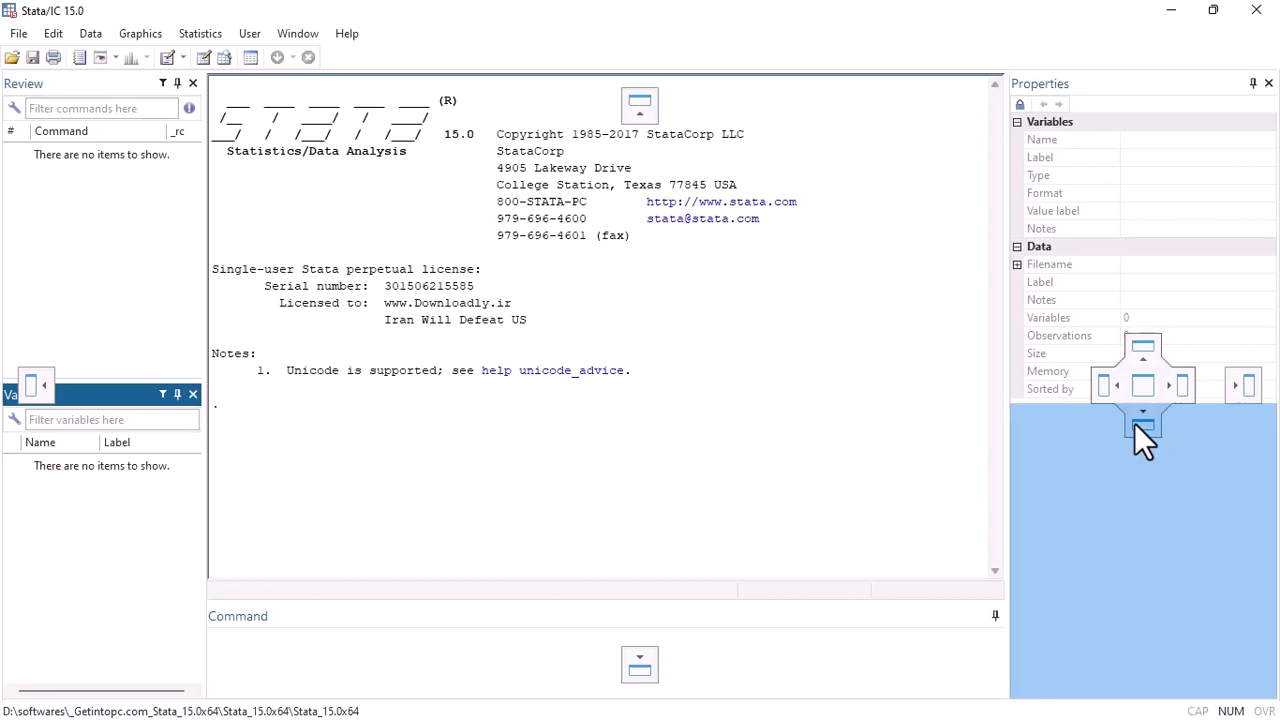 Stata/IC 15.0
File Edit Data Graphics Statistics User Window Help
Review
Filter commands here
# Command _rc
There are no items to show.
Va
Filter variables here
Name Label
There are no items to show.
(R)
15.0 Copyright 1985-2017 StataCorp LLC
Statistics/Data Analysis StataCorp
4905 Lakeway Drive
College Station, Texas 77845 USA
800-STATA-PC http://www.stata.com
979-696-4600 stata@stata.com
979-696-4601 (fax)
Single-user Stata perpetual license:
Serial number: 301506215585
Licensed to: www.Downloadly.ir
Iran Will Defeat US
Notes:
1. Unicode is supported; see help unicode_advice.
.
Command
Properties
Variables
Name
Label
Type
Format
Value label
Notes
Data
Filename
Label
Notes
Variables 0
Observations
Size
Memory
Sorted by
D:\softwares\_Getintopc.com_Stata_15.0x64\Stata_15.0x64\Stata_15.0x64
CAP NUM OVR